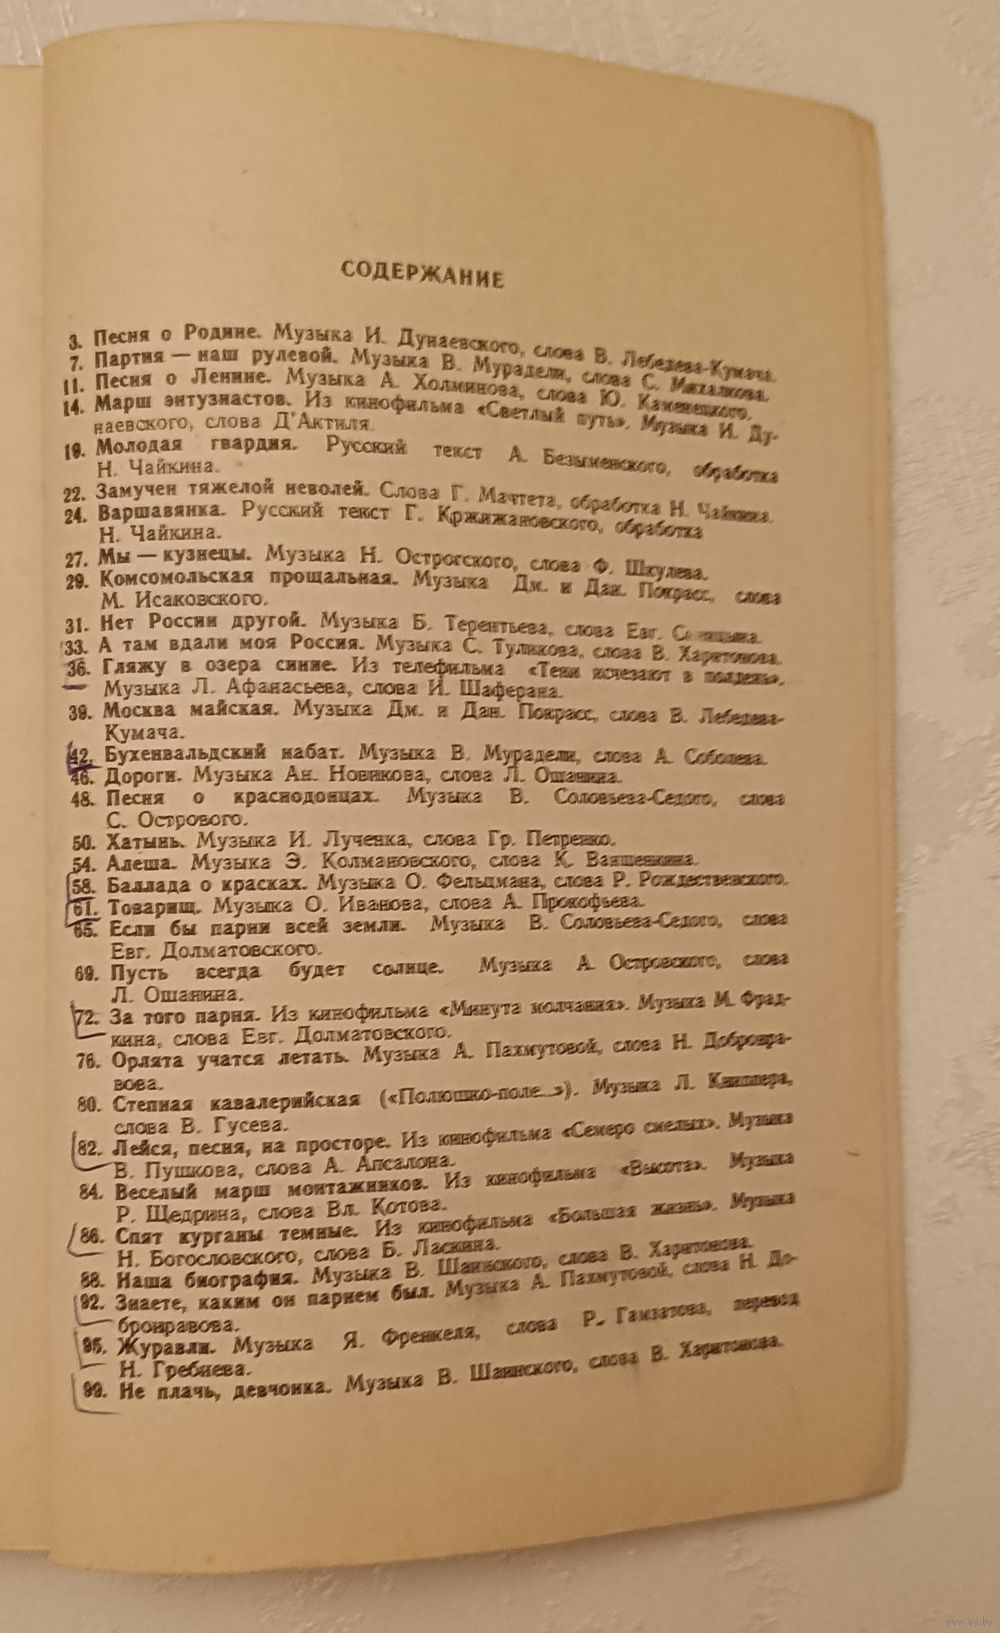 СОДЕРЖАНИЕ
3. Песня о Родине. Музыка И. Дунаевского, слова В. Лебедева-Кумача.
7. Партия — наш рулевой. Музыка В. Мурадели, слова С. Михалкова.
11. Песня о Ленине. Музыка А. Холминова, слова Ю. Каменецкого.
14. Марш энтузиастов. Из кинофильма «Светлый путь». Музыка И. Ду-
наевского, слова Д'Актиля.
19. Молодая гвардия. Русский текст А. Безыменского, обработка
Н. Чайкина.
22. Замучен тяжелой неволей. Слова Г. Мачтета, обработка Н. Чайкина.
24. Варшавянка. Русский текст Г. Кржижановского, обработка
Н. Чайкина.
27. Мы — кузнецы. Музыка Н. Острогского, слова Ф. Шкулева.
29. Комсомольская прощальная. Музыка Дм. и Дан. Покрасс, слова
М. Исаковского.
31. Нет России другой. Музыка Б. Терентьева, слова Евг. Синицына.
33. А там вдали моя Россия. Музыка С. Туликова, слова В. Харитонова.
36. Гляжу в озера синие. Из телефильма «Тени исчезают в полдень».
Музыка Л. Афанасьева, слова И. Шаферана.
39. Москва майская. Музыка Дм. и Дан. Покрасс, слова В. Лебедева-
Кумача.
42. Бухенвальдский набат. Музыка В. Мурадели, слова А. Соболева.
46. Дороги. Музыка Ан. Новикова, слова Л. Ошанина.
48. Песня о краснодонцах. Музыка В. Соловьева-Седого, слова
С. Острового.
50. Хатынь. Музыка И. Лученка, слова Гр. Петренко.
54. Алеша. Музыка Э. Колмановского, слова К. Ваншенкина.
58. Баллада о красках. Музыка О. Фельцмана, слова Р. Рождественского.
61. Товарищ. Музыка О. Иванова, слова А. Прокофьева.
65. Если бы парни всей земли. Музыка В. Соловьева-Седого, слова
Евг. Долматовского.
69. Пусть всегда будет солнце. Музыка А. Островского, слова
Л. Ошанина.
72. За того парня. Из кинофильма «Минута молчания». Музыка М. Фрад-
кина, слова Евг. Долматовского.
76. Орлята учатся летать. Музыка А. Пахмутовой, слова Н. Добронра-
вова.
80. Степная кавалерийская («Полюшко-поле...»). Музыка Л. Книппера,
слова В. Гусева.
82. Лейся, песня, на просторе. Из кинофильма «Семеро смелых». Музыка
В. Пушкова, слова А. Апсалона.
84. Веселый марш монтажников. Из кинофильма «Высота». Музыка
Р. Щедрина, слова Вл. Котова.
86. Спят курганы темные. Из кинофильма «Большая жизнь». Музыка
Н. Богословского, слова Б. Ласкина.
88. Наша биография. Музыка В. Шаинского, слова В. Харитонова.
92. Знаете, каким он парнем был. Музыка А. Пахмутовой, слова Н. До-
бронравова.
95. Журавли. Музыка Я. Френкеля, слова Р. Гамзатова, перевод
Н. Гребнева.
99. Не плачь, девчонка. Музыка В. Шаинского, слова В. Харитонова.
www.ay.by